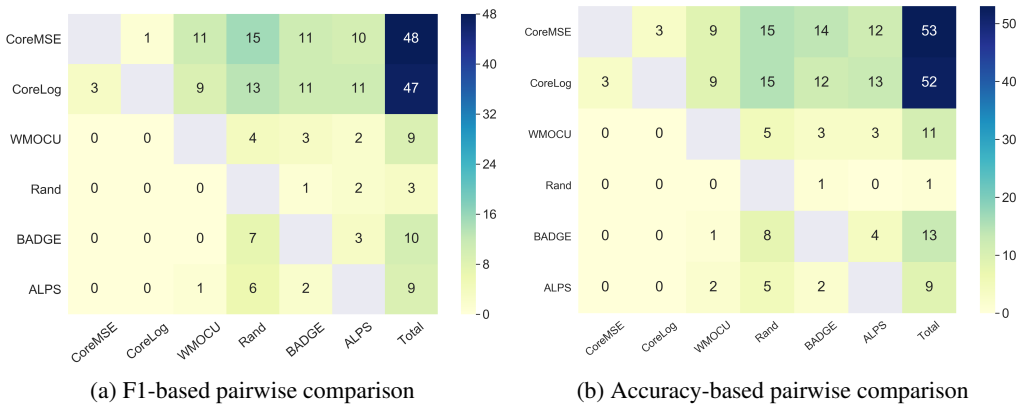 CoreMSE 1 11 15 11 10 48
CoreLog 3 9 13 11 11 47
WMOCU 0 0 4 3 2 9
Rand 0 0 0 1 2 3
BADGE 0 0 0 7 3 10
ALPS 0 0 1 6 2 9
CoreMSE CoreLog WMOCU Rand BADGE ALPS Total
48
40
32
24
16
8
0
(a) F1-based pairwise comparison
CoreMSE 3 9 15 14 12 53
CoreLog 3 9 15 12 13 52
WMOCU 0 0 5 3 3 11
Rand 0 0 0 1 0 1
BADGE 0 0 1 8 4 13
ALPS 0 0 2 5 2 9
CoreMSE CoreLog WMOCU Rand BADGE ALPS Total
50
40
30
20
10
0
(b) Accuracy-based pairwise comparison